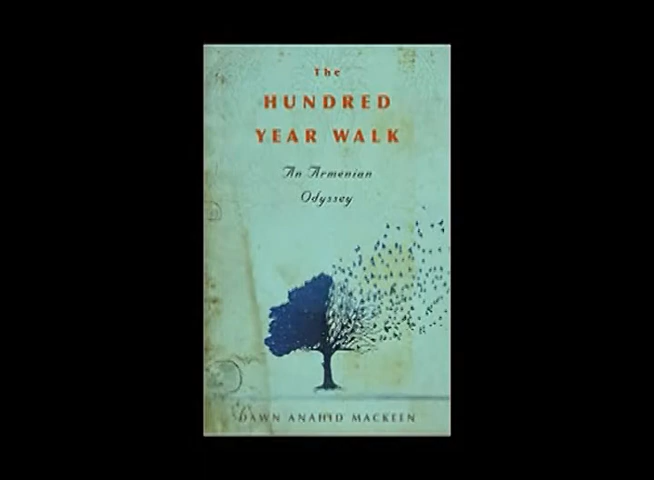 The
HUNDRED
YEAR WALK
An Armenian
Odyssey
DAWN ANAHID MACKEEN